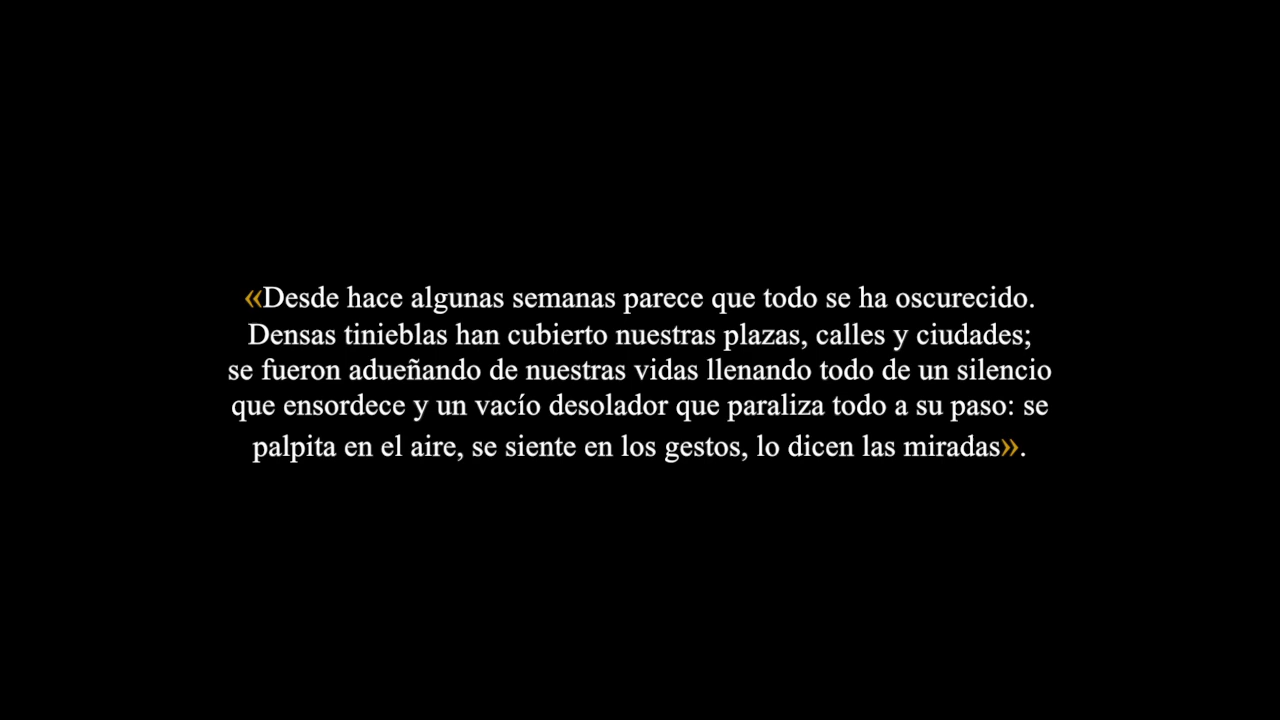 «Desde hace algunas semanas parece que todo se ha oscurecido.
Densas tinieblas han cubierto nuestras plazas, calles y ciudades;
se fueron adueñando de nuestras vidas llenando todo de un silencio
que ensordece y un vacío desolador que paraliza todo a su paso: se
palpita en el aire, se siente en los gestos, lo dicen las miradas».